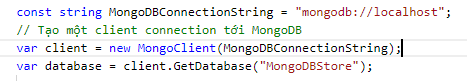 const string MongoDBConnectionString = "mongodb://localhost";
// Tạo một client connection tới MongoDB
var client = new MongoClient(MongoDBConnectionString);
var database = client.GetDatabase("MongoDBStore");